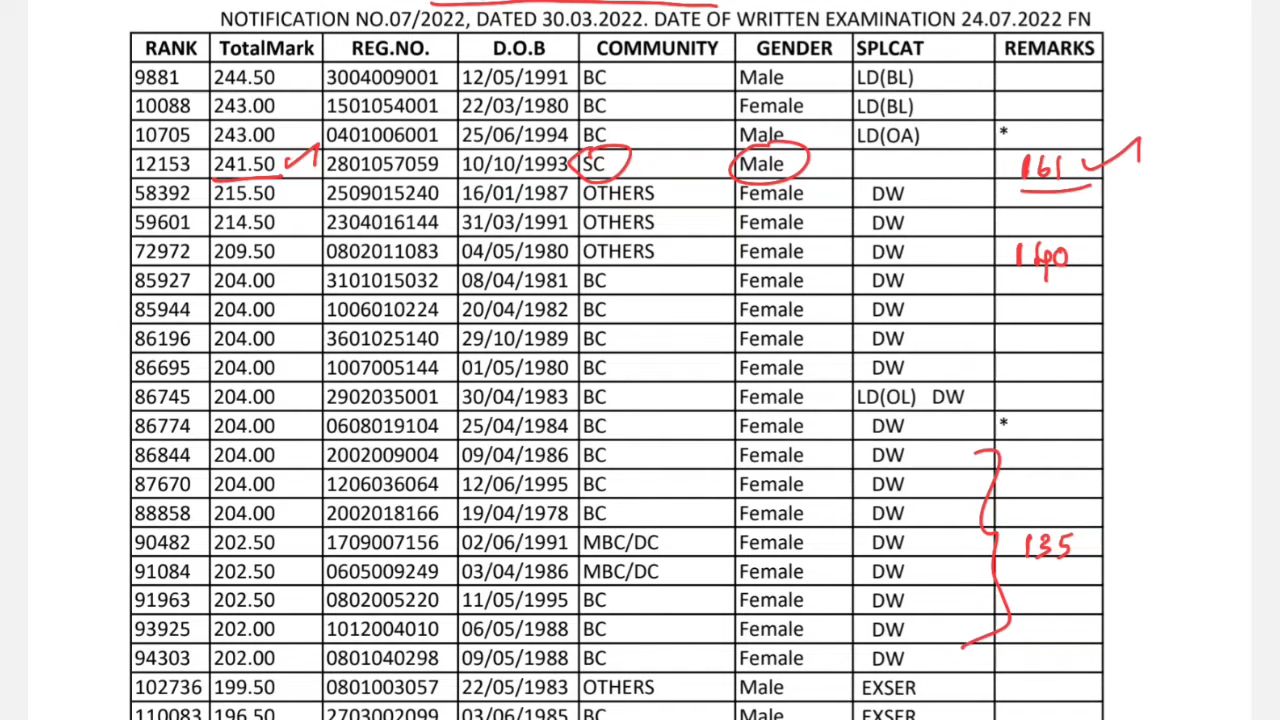 NOTIFICATION NO.07/2022, DATED 30.03.2022. DATE OF WRITTEN EXAMINATION 24.07.2022 FN
RANK TotalMark REG.NO. D.O.B COMMUNITY GENDER SPLCAT REMARKS
9881 244.50 3004009001 12/05/1991 BC Male LD(BL)
10088 243.00 1501054001 22/03/1980 BC Female LD(BL)
10705 243.00 0401006001 25/06/1994 BC Male LD(OA) *
12153 241.50 2801057059 10/10/1993 SC Male 161
58392 215.50 2509015240 16/01/1987 OTHERS Female DW
59601 214.50 2304016144 31/03/1991 OTHERS Female DW
72972 209.50 0802011083 04/05/1980 OTHERS Female DW 140
85927 204.00 3101015032 08/04/1981 BC Female DW
85944 204.00 1006010224 20/04/1982 BC Female DW
86196 204.00 3601025140 29/10/1989 BC Female DW
86695 204.00 1007005144 01/05/1980 BC Female DW
86745 204.00 2902035001 30/04/1983 BC Female LD(OL) DW
86774 204.00 0608019104 25/04/1984 BC Female DW *
86844 204.00 2002009004 09/04/1986 BC Female DW
87670 204.00 1206036064 12/06/1995 BC Female DW
88858 204.00 2002018166 19/04/1978 BC Female DW
90482 202.50 1709007156 02/06/1991 MBC/DC Female DW 135
91084 202.50 0605009249 03/04/1986 MBC/DC Female DW
91963 202.50 0802005220 11/05/1995 BC Female DW
93925 202.00 1012004010 06/05/1988 BC Female DW
94303 202.00 0801040298 09/05/1988 BC Female DW
102736 199.50 0801003057 22/05/1983 OTHERS Male EXSER
110083 196.50 2703002099 03/06/1985 BC Male EXSER